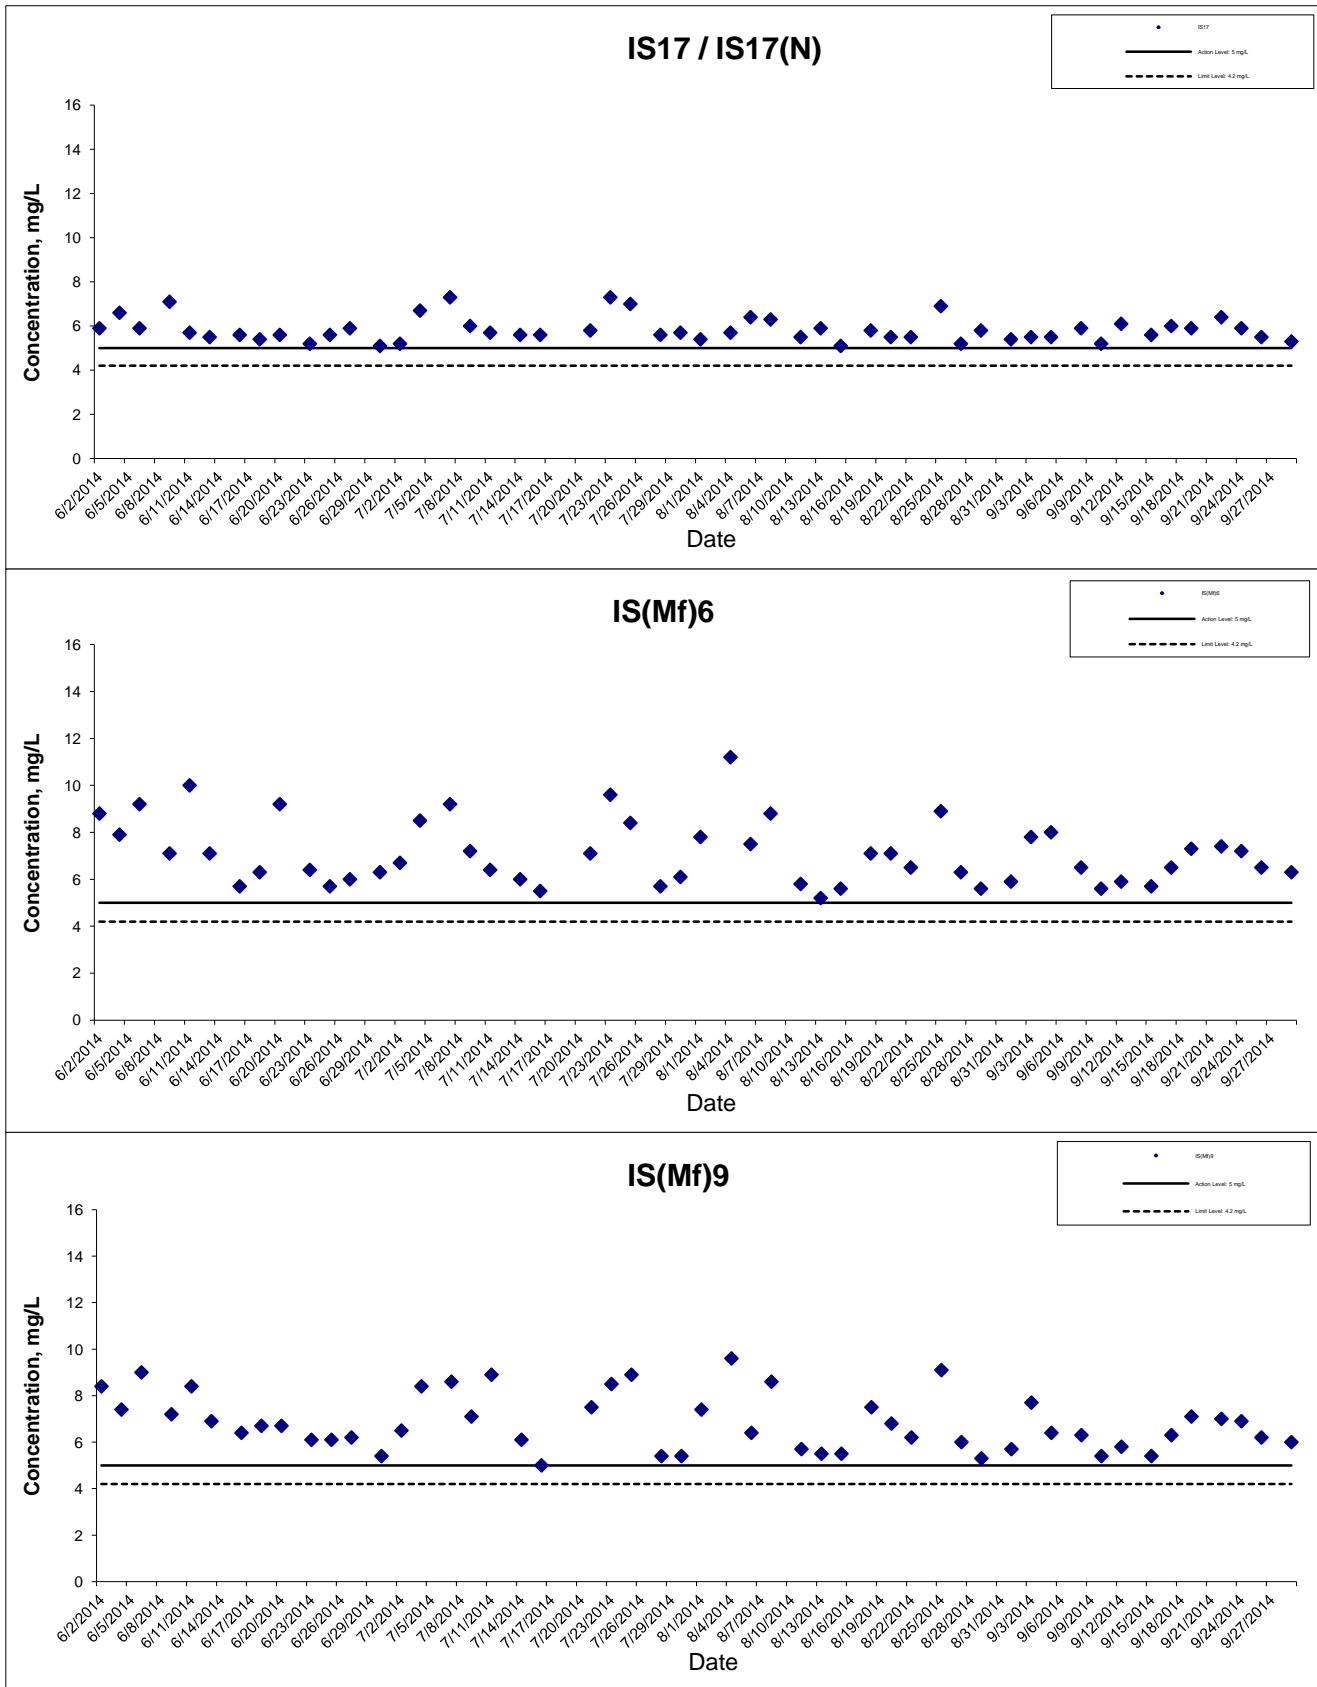 IS17 / IS17(N)
IS17
Action Level: 5 mg/L
Limit Level: 4.2 mg/L
Concentration, mg/L
16
14
12
10
8
6
4
2
0
6/2/2014 6/5/2014 6/8/2014 6/11/2014 6/14/2014 6/17/2014 6/20/2014 6/23/2014 6/26/2014 6/29/2014 7/2/2014 7/5/2014 7/8/2014 7/11/2014 7/14/2014 7/17/2014 7/20/2014 7/23/2014 7/26/2014 7/29/2014 8/1/2014 8/4/2014 8/7/2014 8/10/2014 8/13/2014 8/16/2014 8/19/2014 8/22/2014 8/25/2014 8/28/2014 8/31/2014 9/3/2014 9/6/2014 9/9/2014 9/12/2014 9/15/2014 9/18/2014 9/21/2014 9/24/2014 9/27/2014
Date
IS(Mf)6
IS(Mf)6
Action Level: 5 mg/L
Limit Level: 4.2 mg/L
Concentration, mg/L
16
14
12
10
8
6
4
2
0
6/2/2014 6/5/2014 6/8/2014 6/11/2014 6/14/2014 6/17/2014 6/20/2014 6/23/2014 6/26/2014 6/29/2014 7/2/2014 7/5/2014 7/8/2014 7/11/2014 7/14/2014 7/17/2014 7/20/2014 7/23/2014 7/26/2014 7/29/2014 8/1/2014 8/4/2014 8/7/2014 8/10/2014 8/13/2014 8/16/2014 8/19/2014 8/22/2014 8/25/2014 8/28/2014 8/31/2014 9/3/2014 9/6/2014 9/9/2014 9/12/2014 9/15/2014 9/18/2014 9/21/2014 9/24/2014 9/27/2014
Date
IS(Mf)9
IS(Mf)9
Action Level: 5 mg/L
Limit Level: 4.2 mg/L
Concentration, mg/L
16
14
12
10
8
6
4
2
0
6/2/2014 6/5/2014 6/8/2014 6/11/2014 6/14/2014 6/17/2014 6/20/2014 6/23/2014 6/26/2014 6/29/2014 7/2/2014 7/5/2014 7/8/2014 7/11/2014 7/14/2014 7/17/2014 7/20/2014 7/23/2014 7/26/2014 7/29/2014 8/1/2014 8/4/2014 8/7/2014 8/10/2014 8/13/2014 8/16/2014 8/19/2014 8/22/2014 8/25/2014 8/28/2014 8/31/2014 9/3/2014 9/6/2014 9/9/2014 9/12/2014 9/15/2014 9/18/2014 9/21/2014 9/24/2014 9/27/2014
Date